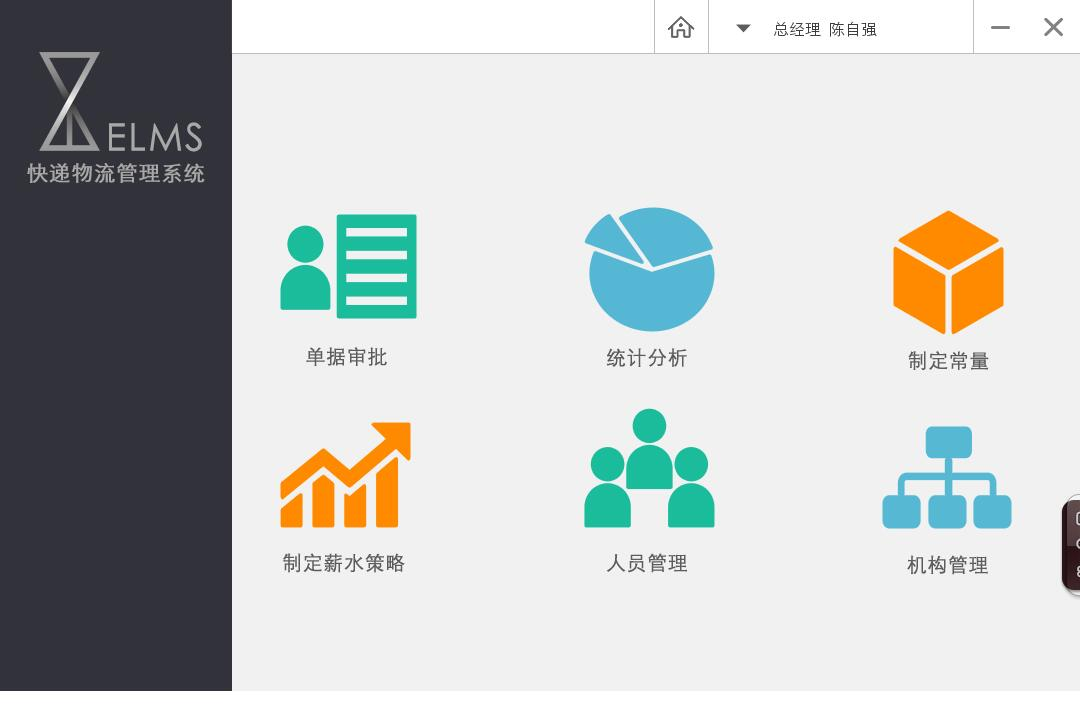 总经理 陈自强
ELMS
快递物流管理系统
单据审批
统计分析
制定常量
制定薪水策略
人员管理
机构管理